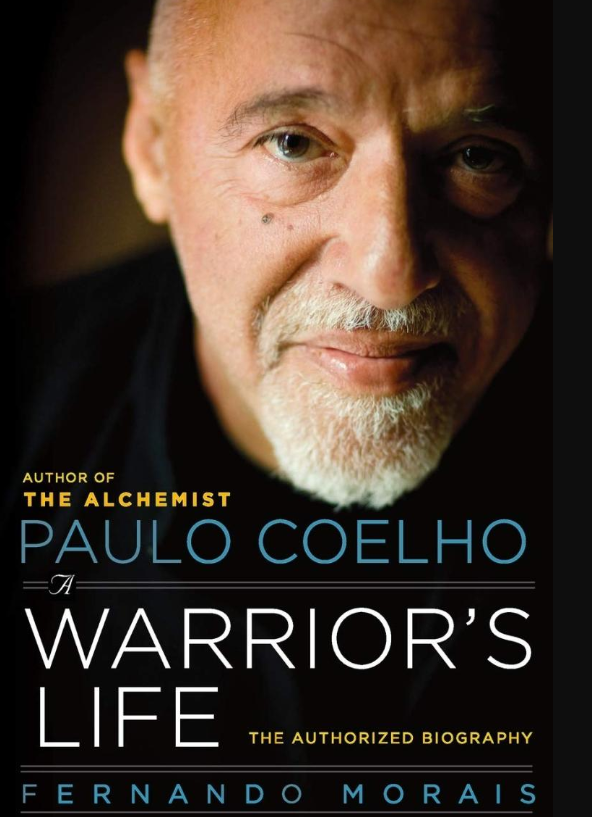 AUTHOR OF
THE ALCHEMIST
PAULO COELHO
A
WARRIOR'S
LIFE THE AUTHORIZED BIOGRAPHY
FERNANDO MORAIS